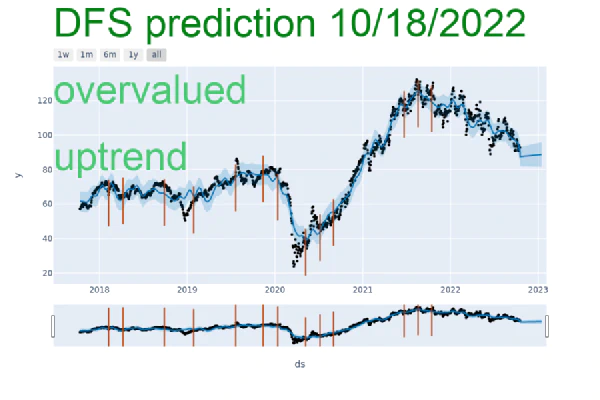 DFS prediction 10/18/2022
1w 1m 6m 1y all
overvalued
120
100
uptrend
80
y
60
40
20
2018 2019 2020 2021 2022 2023
ds